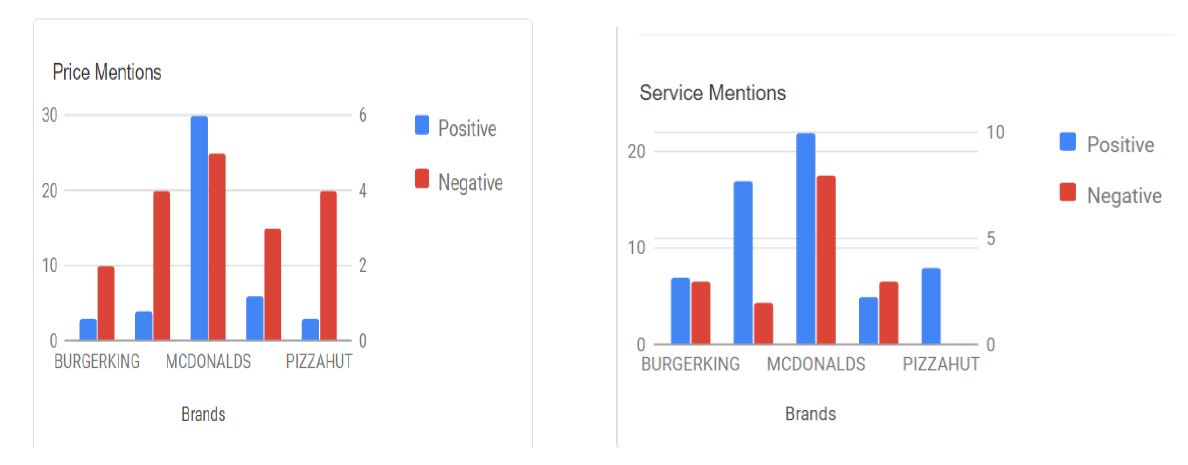 Price Mentions
30
20
10
0
6
4
2
0
Positive
Negative
BURGERKING MCDONALDS PIZZAHUT
Brands
Service Mentions
20
10
0
10
5
0
Positive
Negative
BURGERKING MCDONALDS PIZZAHUT
Brands